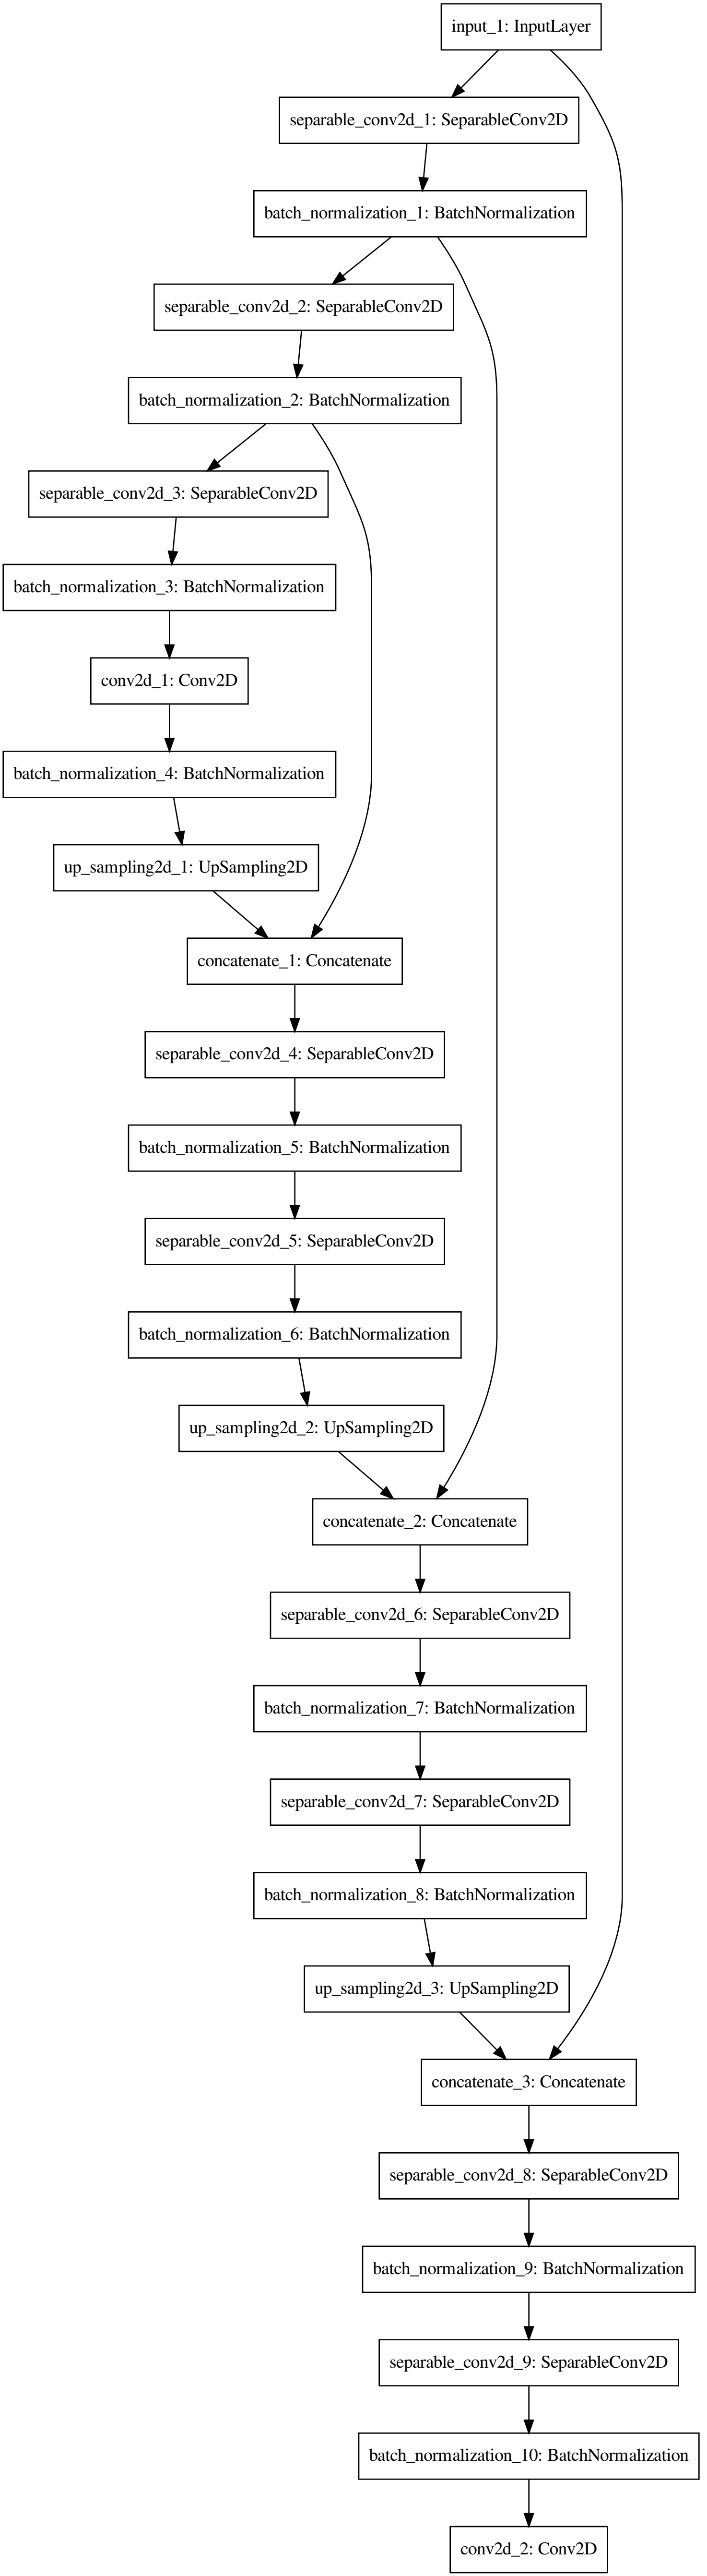 input_1: InputLayer
separable_conv2d_1: SeparableConv2D
batch_normalization_1: BatchNormalization
separable_conv2d_2: SeparableConv2D
batch_normalization_2: BatchNormalization
separable_conv2d_3: SeparableConv2D
batch_normalization_3: BatchNormalization
conv2d_1: Conv2D
batch_normalization_4: BatchNormalization
up_sampling2d_1: UpSampling2D
concatenate_1: Concatenate
separable_conv2d_4: SeparableConv2D
batch_normalization_5: BatchNormalization
separable_conv2d_5: SeparableConv2D
batch_normalization_6: BatchNormalization
up_sampling2d_2: UpSampling2D
concatenate_2: Concatenate
separable_conv2d_6: SeparableConv2D
batch_normalization_7: BatchNormalization
separable_conv2d_7: SeparableConv2D
batch_normalization_8: BatchNormalization
up_sampling2d_3: UpSampling2D
concatenate_3: Concatenate
separable_conv2d_8: SeparableConv2D
batch_normalization_9: BatchNormalization
separable_conv2d_9: SeparableConv2D
batch_normalization_10: BatchNormalization
conv2d_2: Conv2D